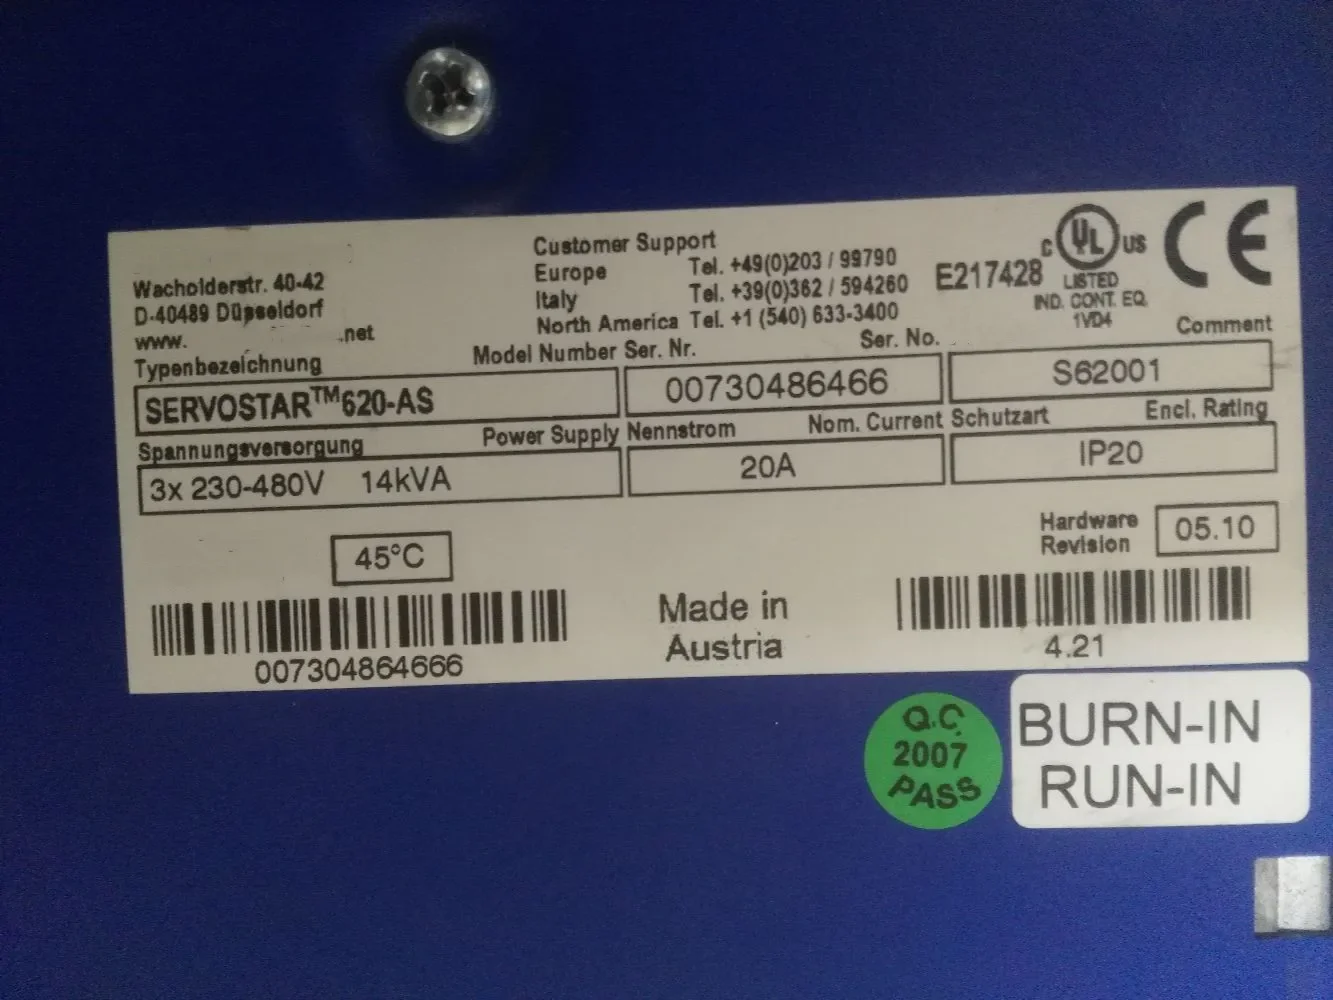 Wacholderstr. 40-42
D-40489 Düsseldorf
www. .net
Customer Support
Europe Tel. +49(0)203 / 99790
Italy Tel. +39(0)362 / 594260
North America Tel. +1 (540) 633-3400
E217428
C UL US
LISTED
IND. CONT. EQ.
1VD4
CE
Typenbezeichnung Model Number Ser. Nr. Ser. No. Comment
SERVOSTAR™620-AS 00730486466 S62001
Spannungsversorgung Power Supply Nennstrom Nom. Current Schutzart Encl. Rating
3x 230-480V 14kVA 20A IP20
45°C
Hardware
Revision
05.10
007304864666
Made in
Austria
4.21
Q.C.
2007
PASS
BURN-IN
RUN-IN